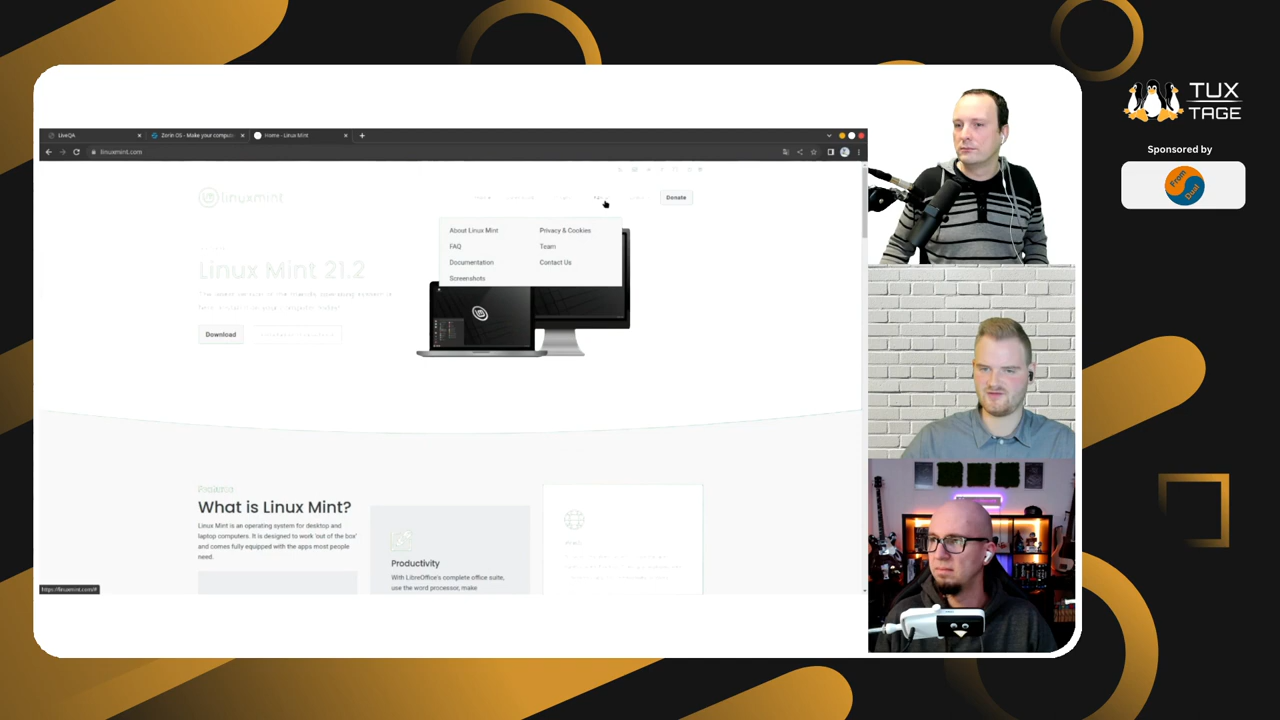 LiveQA
Zorin OS - Make your compute
Home - Linux Mint
linuxmint.com
linuxmint
Donate
About Linux Mint
Privacy & Cookies
FAQ
Team
Documentation
Contact Us
Screenshots
Linux Mint 21.2
Download
What is Linux Mint?
Linux Mint is an operating system for desktop and
laptop computers. It is designed to work 'out of the box'
and comes fully equipped with the apps most people
need.
Productivity
With LibreOffice's complete office suite,
use the word processor, make
https://linuxmint.com/#
TUX
TAGE
Sponsored by
From
Dual